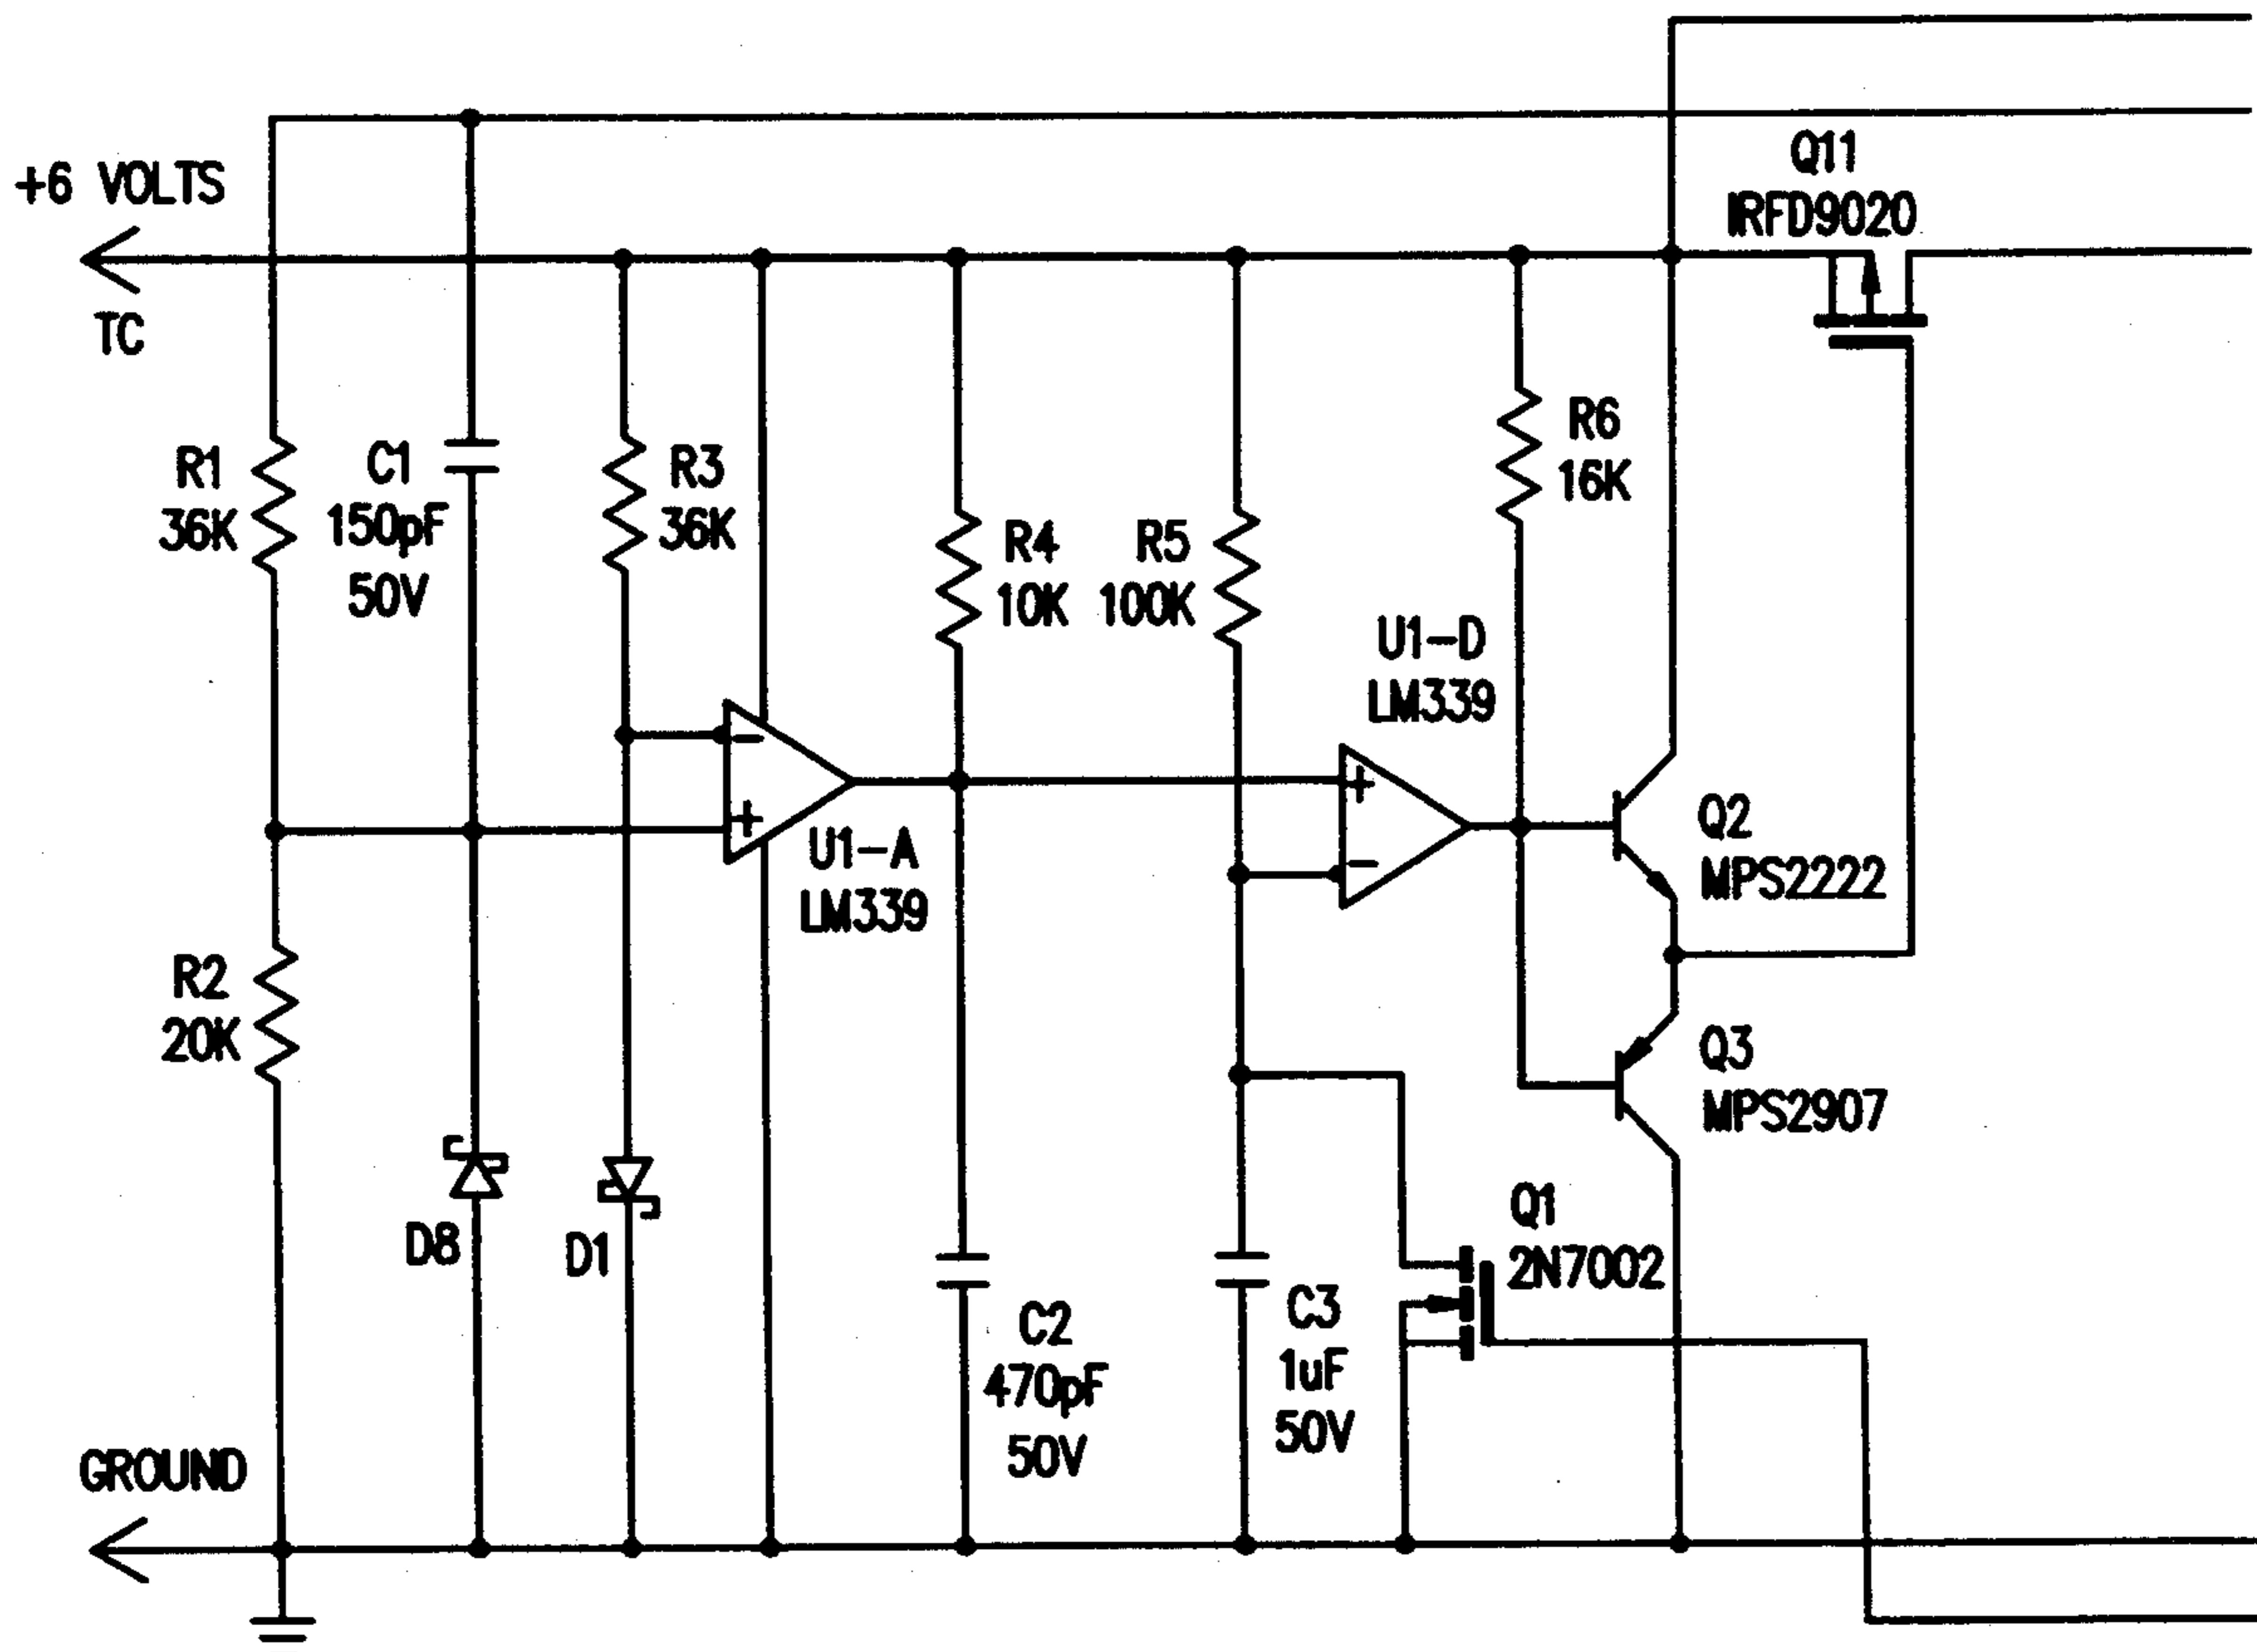 +6 VOLTS
TC
Q11
IRFD9020
R1
36K
C1
150pF
50V
R3
36K
R4
10K
R5
100K
R6
16K
U1-D
LM339
−
+
U1-A
LM339
+
−
Q2
MPS2222
R2
20K
Q3
MPS2907
D8
D1
Q1
2N7002
C2
470pF
50V
C3
1uF
50V
GROUND